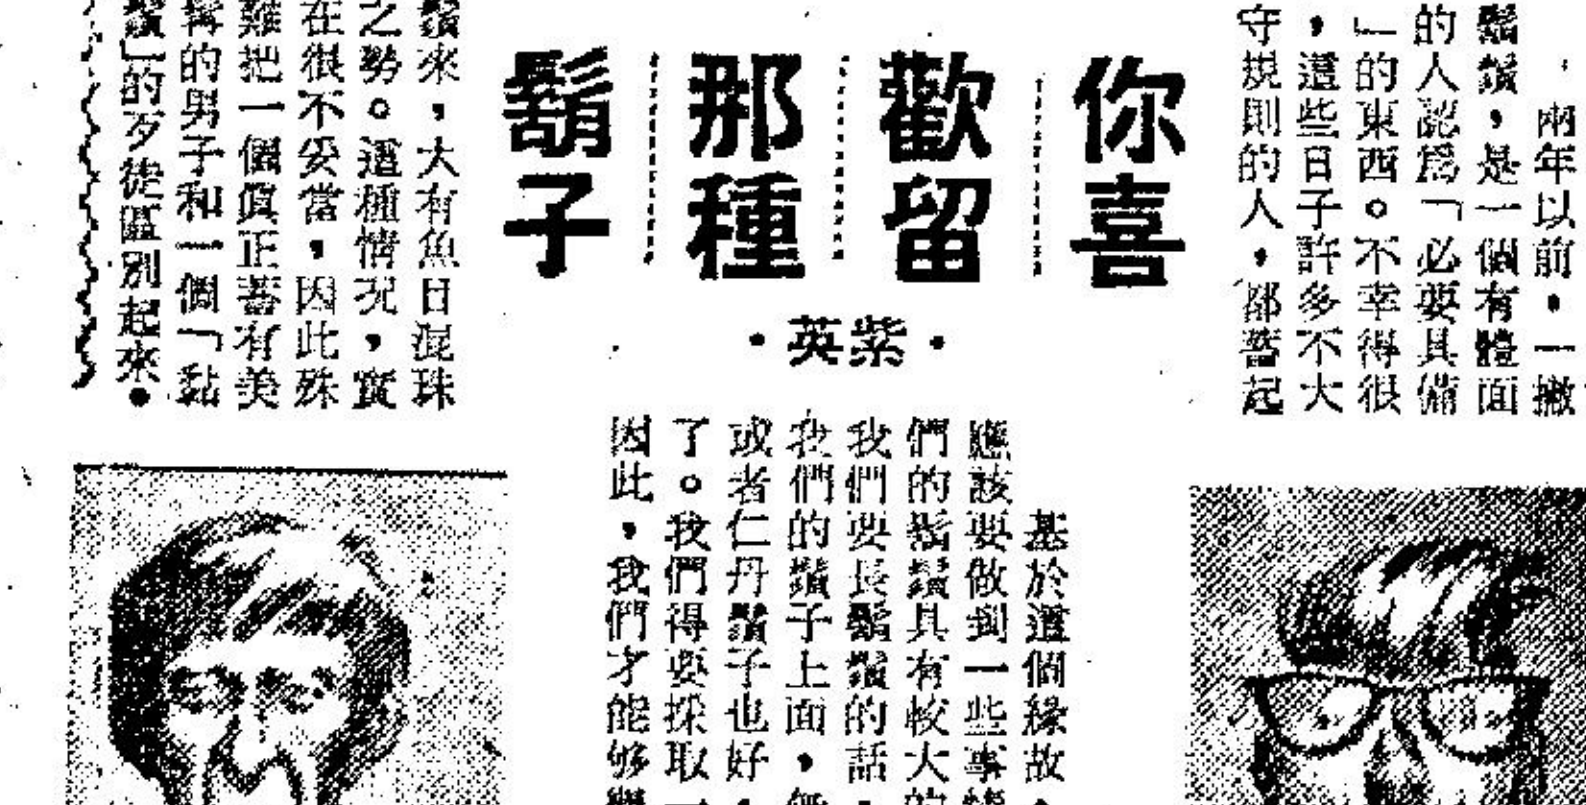 你喜
歡留
那種
鬍子
·紫英·
兩年以前，一撇
鬍鬚，是一個有體面
的人認爲「必要具備
」的東西。不幸得很
，這些日子許多不大
守規則的人，都蓄起
鬚來，大有魚目混珠
之勢。這種情況，實
在很不妥當，因此殊
難把一個眞正蓄有美
髯的男子和一個「黏
鬚」的歹徒區別起來。
基於這個緣故，
應該要做到一些事情
們的鬍鬚具有較大的
我們要長鬍鬚的話，
我們的鬚子上面，無
或者仁丹鬍子也好，
了。我們得要採取一
因此，我們才能够